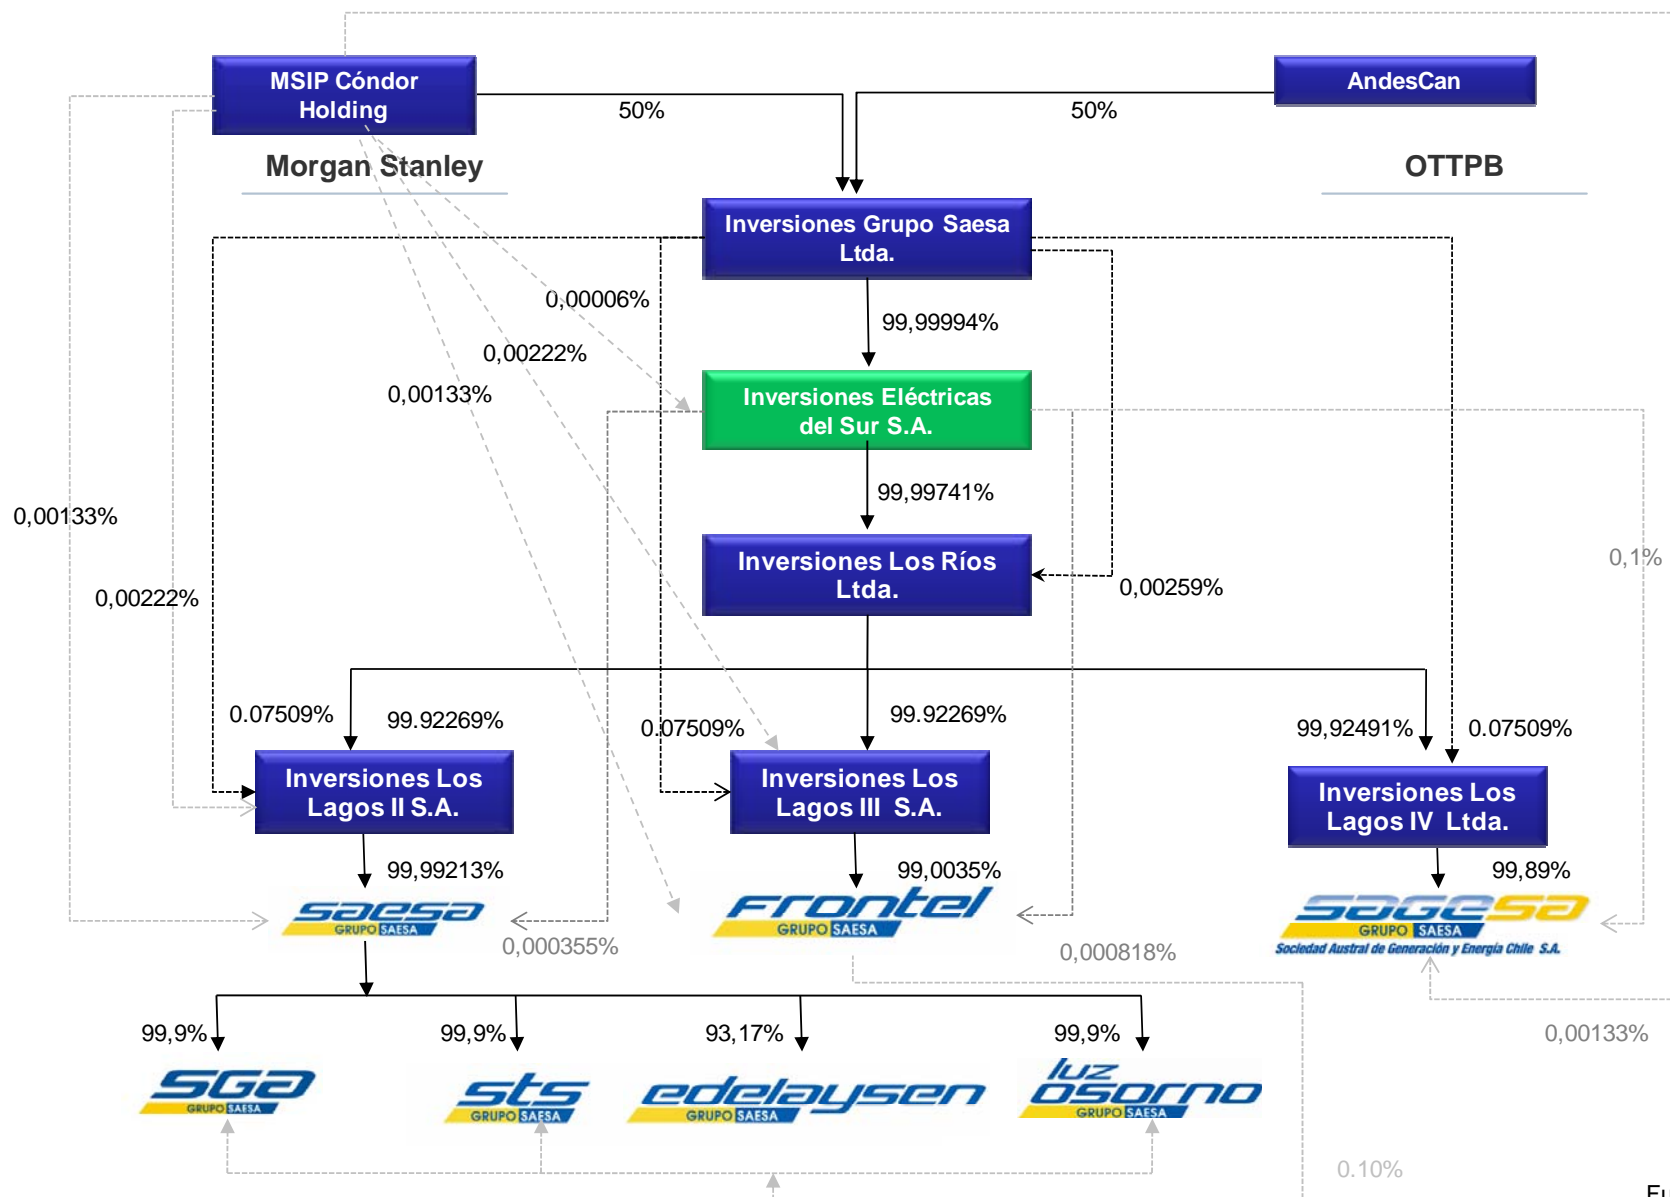 MSIP Cóndor
Holding
AndesCan
50%
50%
Morgan Stanley
OTTPB
Inversiones Grupo Saesa
Ltda.
0,00006%
99,99994%
0,00222%
0,00133%
Inversiones Eléctricas
del Sur S.A.
99,99741%
0,00133%
0,1%
Inversiones Los Ríos
Ltda.
0,00259%
0,00222%
0.07509%
99.92269%
0.07509%
99.92269%
99,92491%
0.07509%
Inversiones Los
Lagos II S.A.
Inversiones Los
Lagos III S.A.
Inversiones Los
Lagos IV Ltda.
99,99213%
99,0035%
99,89%
saesa
GRUPO SAESA
Frontel
GRUPO SAESA
SAGESA
GRUPO SAESA
Sociedad Austral de Generación y Energía Chile S.A.
0,000355%
0,000818%
99,9%
99,9%
93,17%
99,9%
0,00133%
SGA
GRUPO SAESA
sts
GRUPO SAESA
edelaysen
GRUPO SAESA
luz
osorno
GRUPO SAESA
0.10%